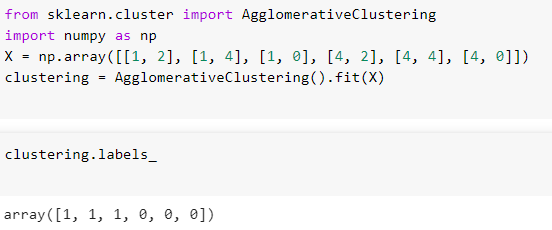 from sklearn.cluster import AgglomerativeClustering
import numpy as np
X = np.array([[1, 2], [1, 4], [1, 0], [4, 2], [4, 4], [4, 0]])
clustering = AgglomerativeClustering().fit(X)
clustering.labels_
array([1, 1, 1, 0, 0, 0])